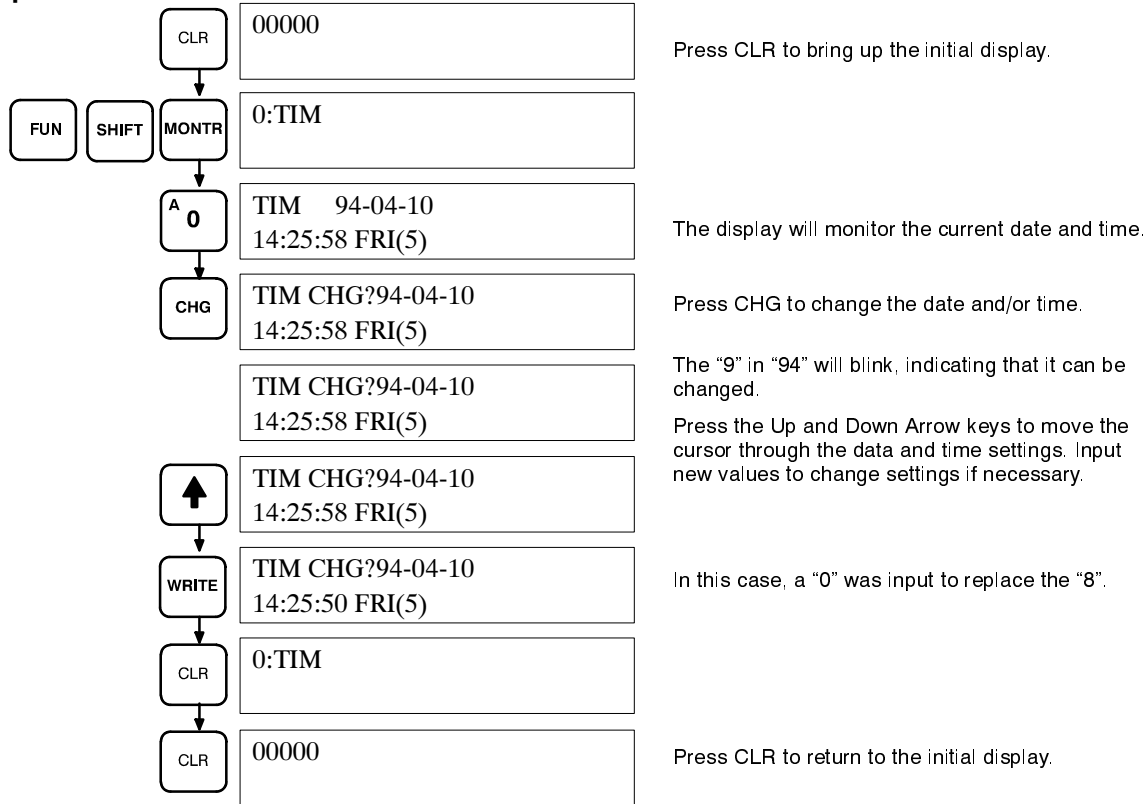 CLR
00000
Press CLR to bring up the initial display.
FUN SHIFT MONTR
0:TIM
A 0
TIM 94-04-10
14:25:58 FRI(5)
The display will monitor the current date and time.
CHG
TIM CHG?94-04-10
14:25:58 FRI(5)
Press CHG to change the date and/or time.
TIM CHG?94-04-10
14:25:58 FRI(5)
The “9” in “94” will blink, indicating that it can be
changed.
Press the Up and Down Arrow keys to move the
cursor through the data and time settings. Input
new values to change settings if necessary.
TIM CHG?94-04-10
14:25:58 FRI(5)
WRITE
TIM CHG?94-04-10
14:25:50 FRI(5)
In this case, a “0” was input to replace the “8”.
CLR
0:TIM
CLR
00000
Press CLR to return to the initial display.